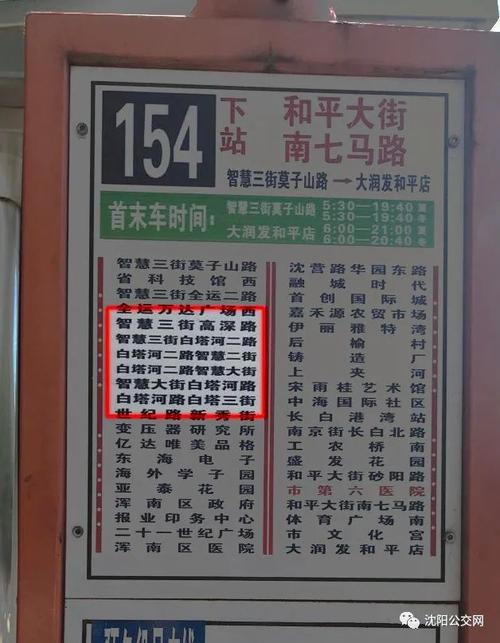 154
下站
和平大街
南七马路
智慧三街莫子山路→大润发和平店
首末车时间:
智慧三街莫子山路 5:30—19:40 夏
5:30—19:40 冬
大润发和平店 6:00—21:00 夏
6:00—20:40 冬
智慧三街莫子山路
省科技馆西
智慧三街全运二路
全运万达广场西
智慧三街高深路
智慧三街白塔河二路
白塔河二路智慧二街
白塔河二路智慧大街
智慧大街白塔河路
白塔河路白塔三街
世纪路新秀街
变压器研究所
亿达唯美品格
东海电子
海外学子园
亚泰花园
浑南区政府
报业印务中心
二十一世纪广场
浑南区医院
沈营路华园东路
融城时代
首创国际城
嘉禾源农贸市场
伊丽雅特湾
后榆村
铸造厂
上夹河
宋雨桂艺术馆
中海国际社区
长白港湾站
南京街长白北路
工农桥南
盛发花园
和平大街砂阳路
市第六医院
和平大街南七马路
体育广场南
市文化宫
大润发和平店
沈阳公交网